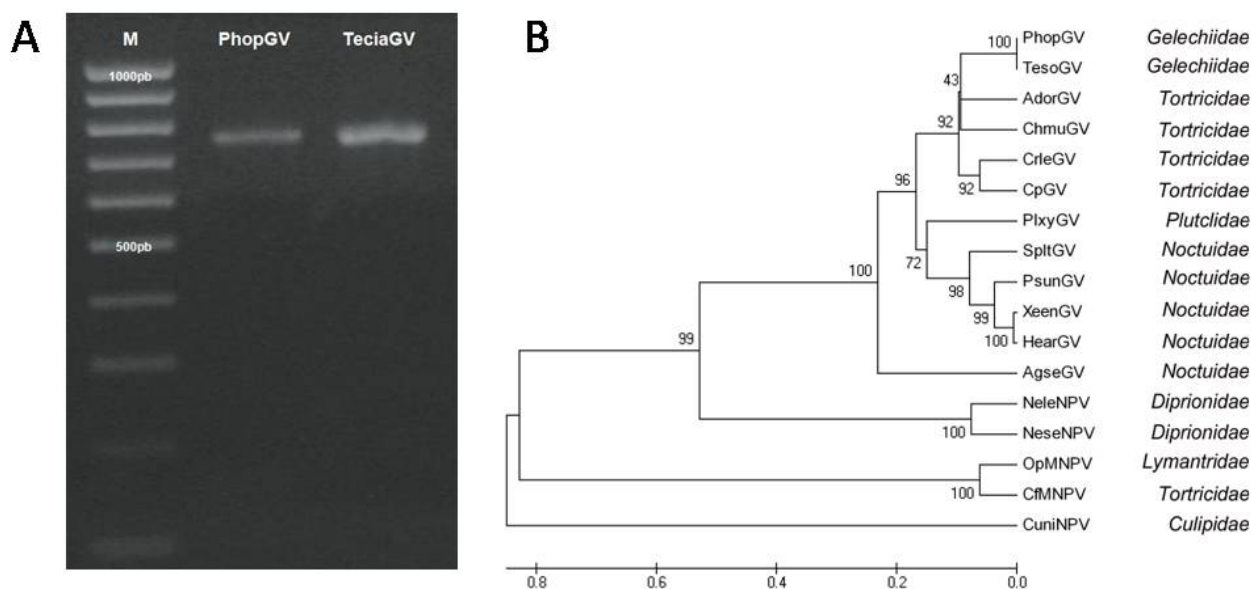 A
M PhopGV TeciaGV
1000pb
500pb
B
PhopGV Gelechiidae
100
TesoGV Gelechiidae
43
AdorGV Tortricidae
92
ChmuGV Tortricidae
CrleGV Tortricidae
96
92
CpGV Tortricidae
PlxyGV Plutclidae
SpltGV Noctuidae
72
100
PsunGV Noctuidae
98
XeenGV Noctuidae
99
100
HearGV Noctuidae
99
AgseGV Noctuidae
NeleNPV Diprionidae
100
NeseNPV Diprionidae
OpMNPV Lymantridae
100
CfMNPV Tortricidae
CuniNPV Culipidae
0.8 0.6 0.4 0.2 0.0